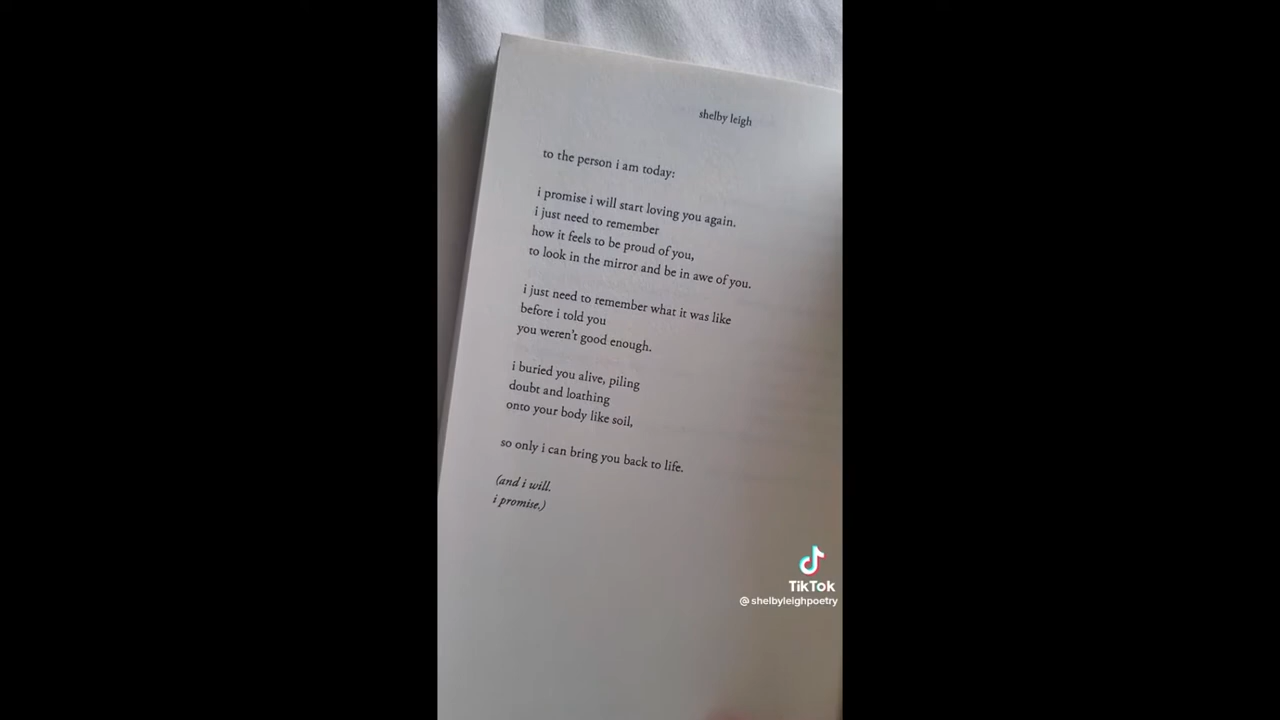 shelby leigh
to the person i am today:
i promise i will start loving you again.
i just need to remember
how it feels to be proud of you,
to look in the mirror and be in awe of you.
i just need to remember what it was like
before i told you
you weren't good enough.
i buried you alive, piling
doubt and loathing
onto your body like soil,
so only i can bring you back to life.
(and i will.
i promise.)
TikTok
@ shelbyleighpoetry